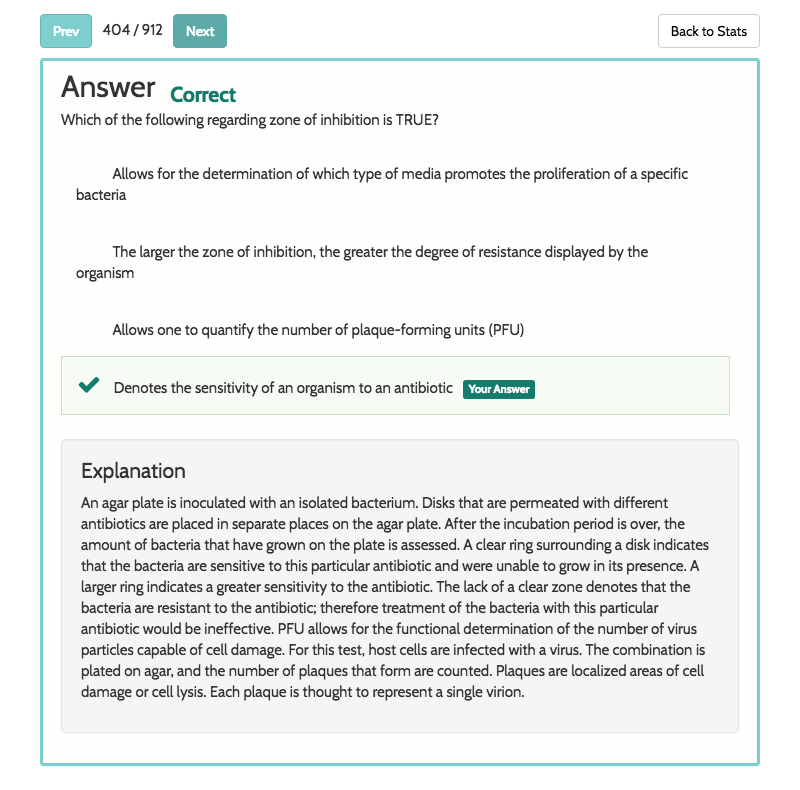 Prev 404 / 912 Next Back to Stats
Answer Correct
Which of the following regarding zone of inhibition is TRUE?
Allows for the determination of which type of media promotes the proliferation of a specific
bacteria
The larger the zone of inhibition, the greater the degree of resistance displayed by the
organism
Allows one to quantify the number of plaque-forming units (PFU)
Denotes the sensitivity of an organism to an antibiotic Your Answer
Explanation
An agar plate is inoculated with an isolated bacterium. Disks that are permeated with different
antibiotics are placed in separate places on the agar plate. After the incubation period is over, the
amount of bacteria that have grown on the plate is assessed. A clear ring surrounding a disk indicates
that the bacteria are sensitive to this particular antibiotic and were unable to grow in its presence. A
larger ring indicates a greater sensitivity to the antibiotic. The lack of a clear zone denotes that the
bacteria are resistant to the antibiotic; therefore treatment of the bacteria with this particular
antibiotic would be ineffective. PFU allows for the functional determination of the number of virus
particles capable of cell damage. For this test, host cells are infected with a virus. The combination is
plated on agar, and the number of plaques that form are counted. Plaques are localized areas of cell
damage or cell lysis. Each plaque is thought to represent a single virion.